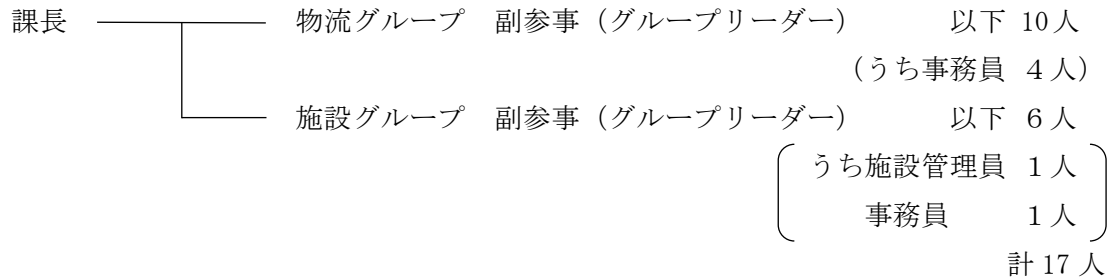 課長 物流グループ 副参事（グループリーダー） 以下 10人
（うち事務員 ４人）
施設グループ 副参事（グループリーダー） 以下 ６人
うち施設管理員 １人
事務員 １人
計 17 人